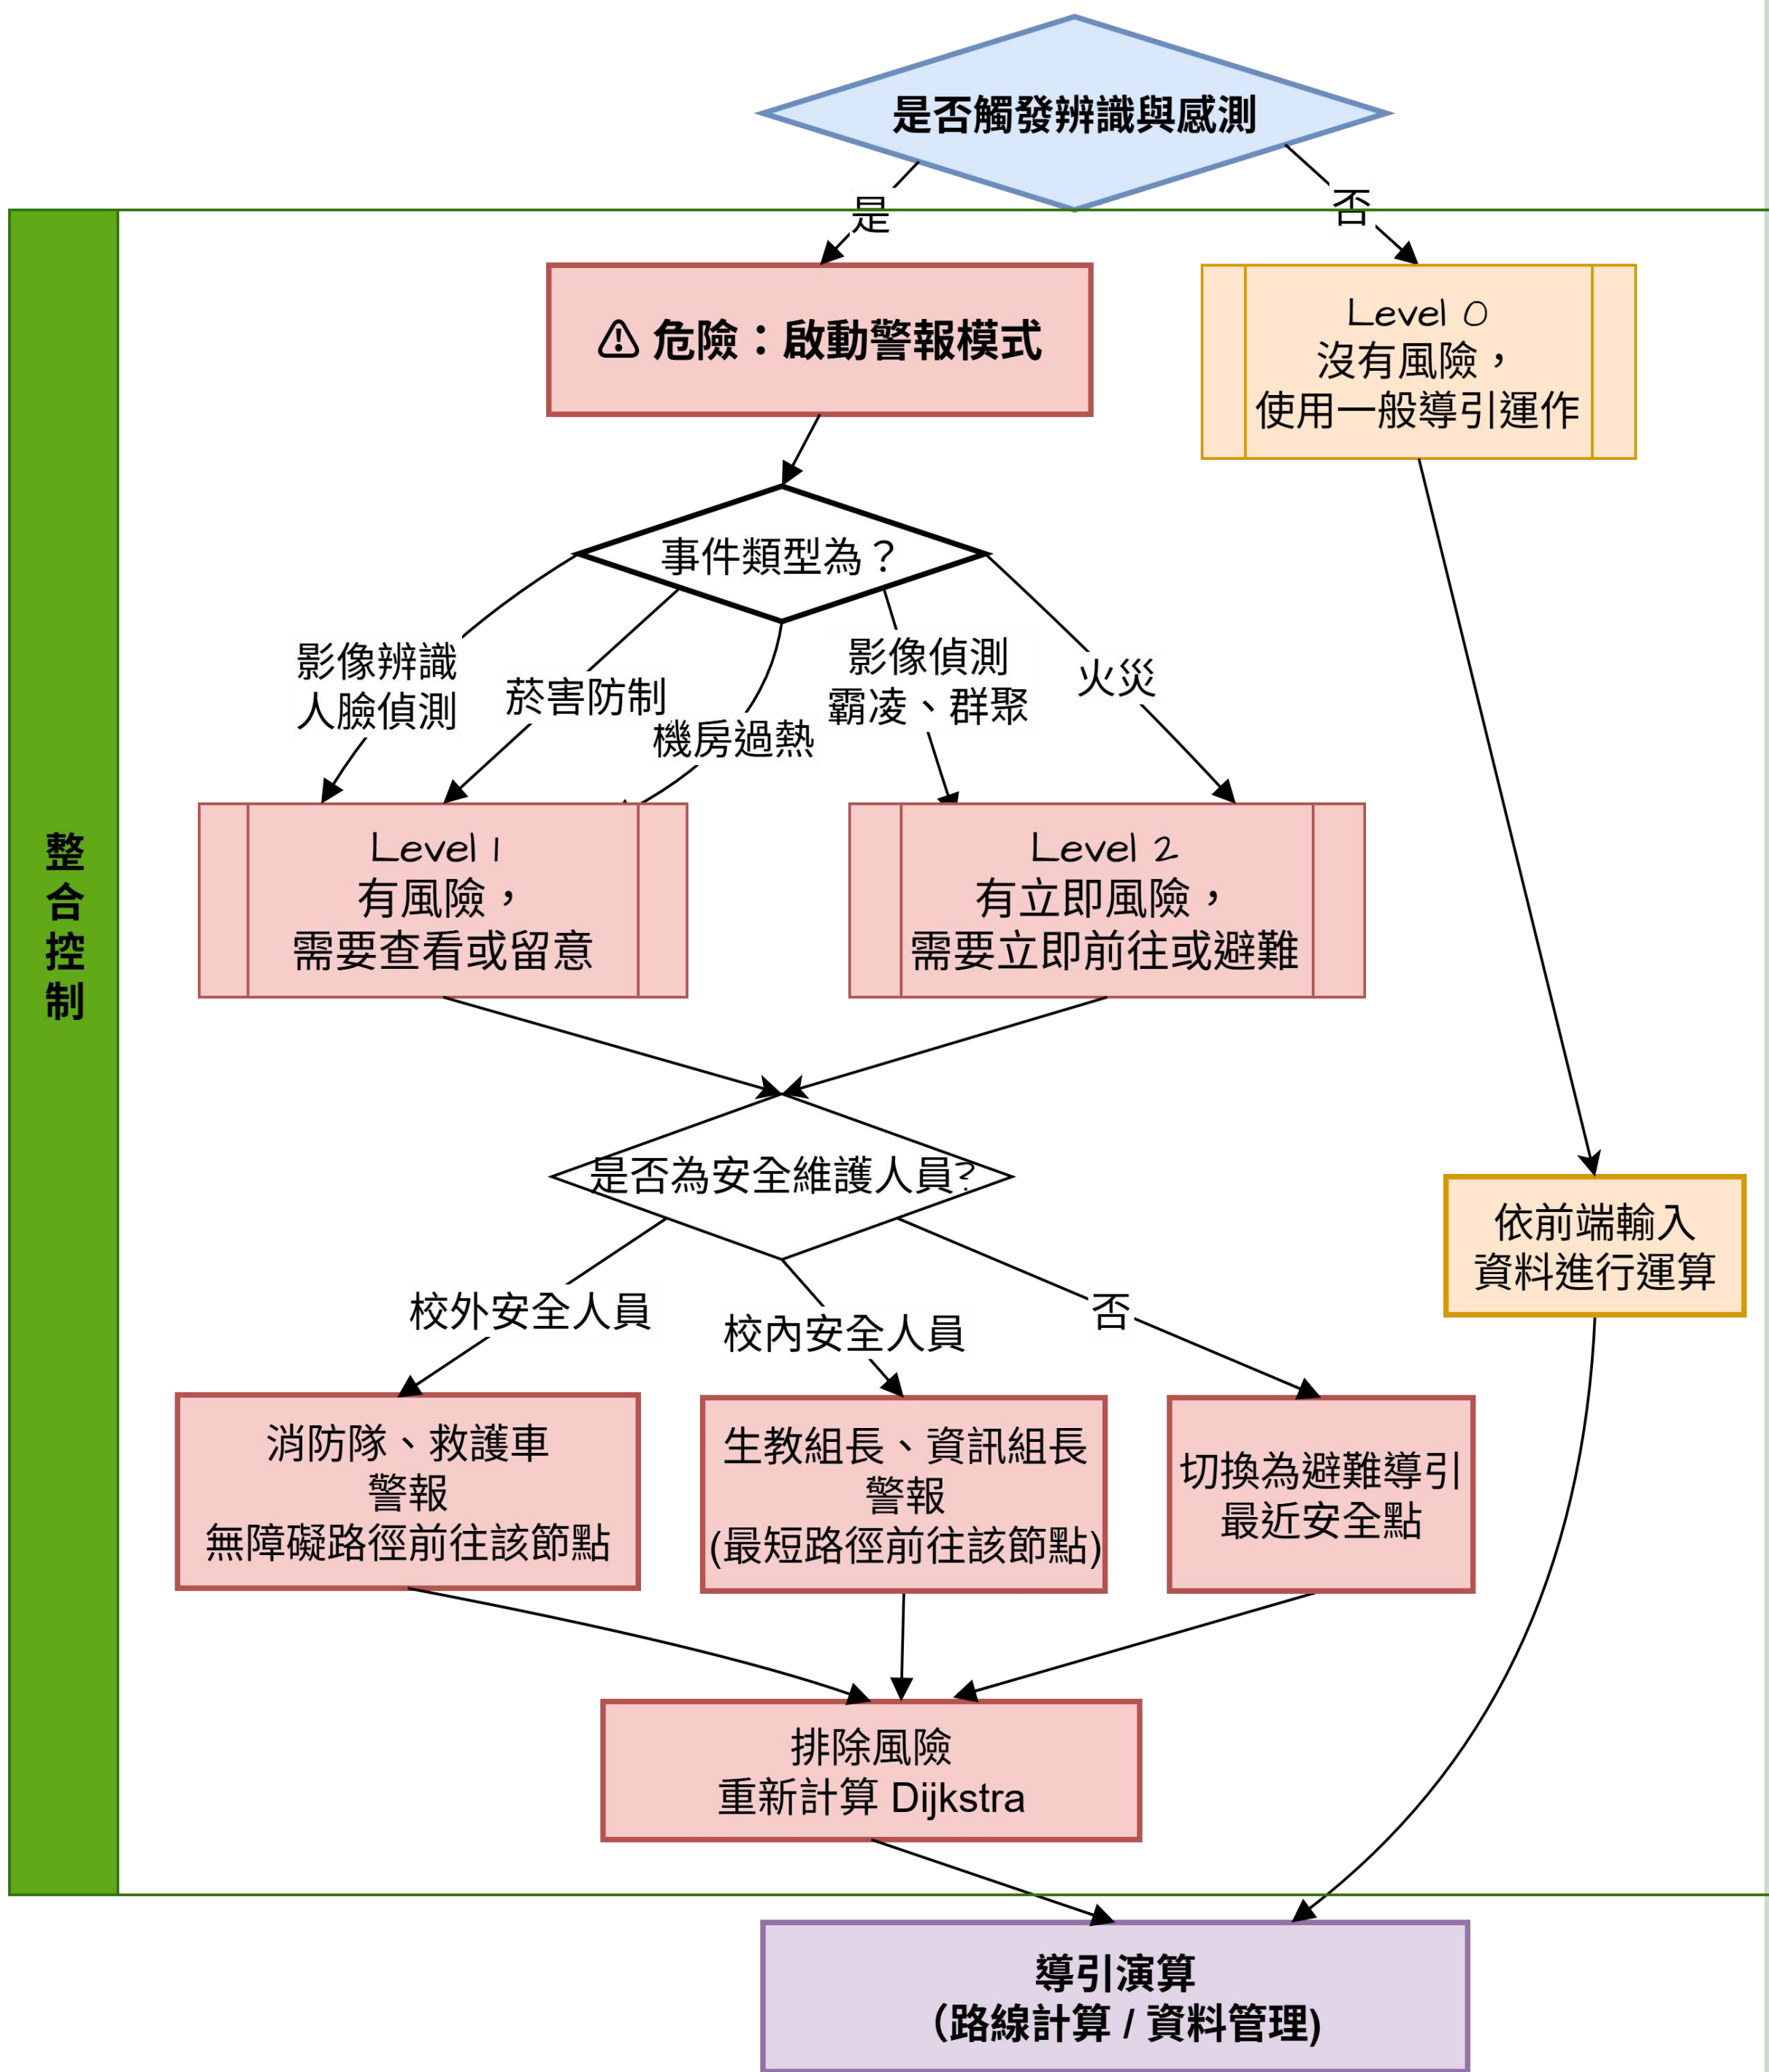 是否觸發辨識與感測
是
否
整
合
控
制
⚠ 危險：啟動警報模式
Level 0
沒有風險，
使用一般導引運作
事件類型為？
影像辨識
人臉偵測
菸害防制
機房過熱
影像偵測
霸凌、群聚
火災
Level 1
有風險，
需要查看或留意
Level 2
有立即風險，
需要立即前往或避難
是否為安全維護人員?
依前端輸入
資料進行運算
校外安全人員
校內安全人員
否
消防隊、救護車
警報
無障礙路徑前往該節點
生教組長、資訊組長
警報
(最短路徑前往該節點)
切換為避難導引
最近安全點
排除風險
重新計算 Dijkstra
導引演算
（路線計算 / 資料管理)